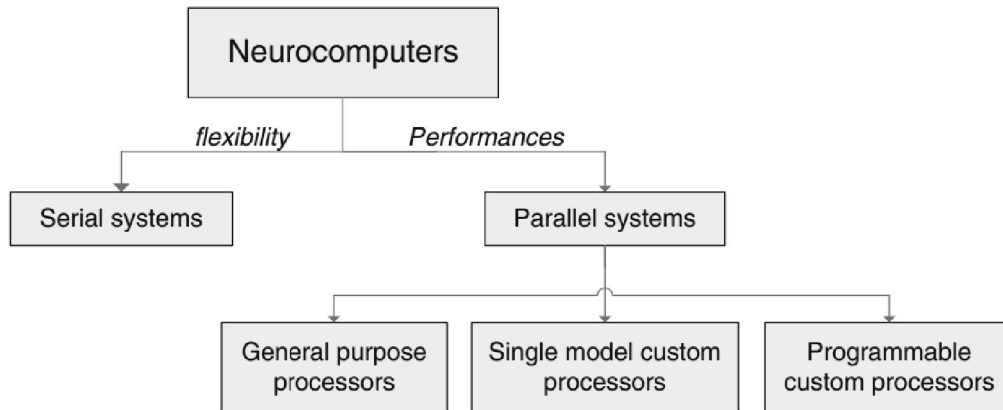 Neurocomputers
flexibility
Performances
Serial systems
Parallel systems
General purpose
processors
Single model custom
processors
Programmable
custom processors